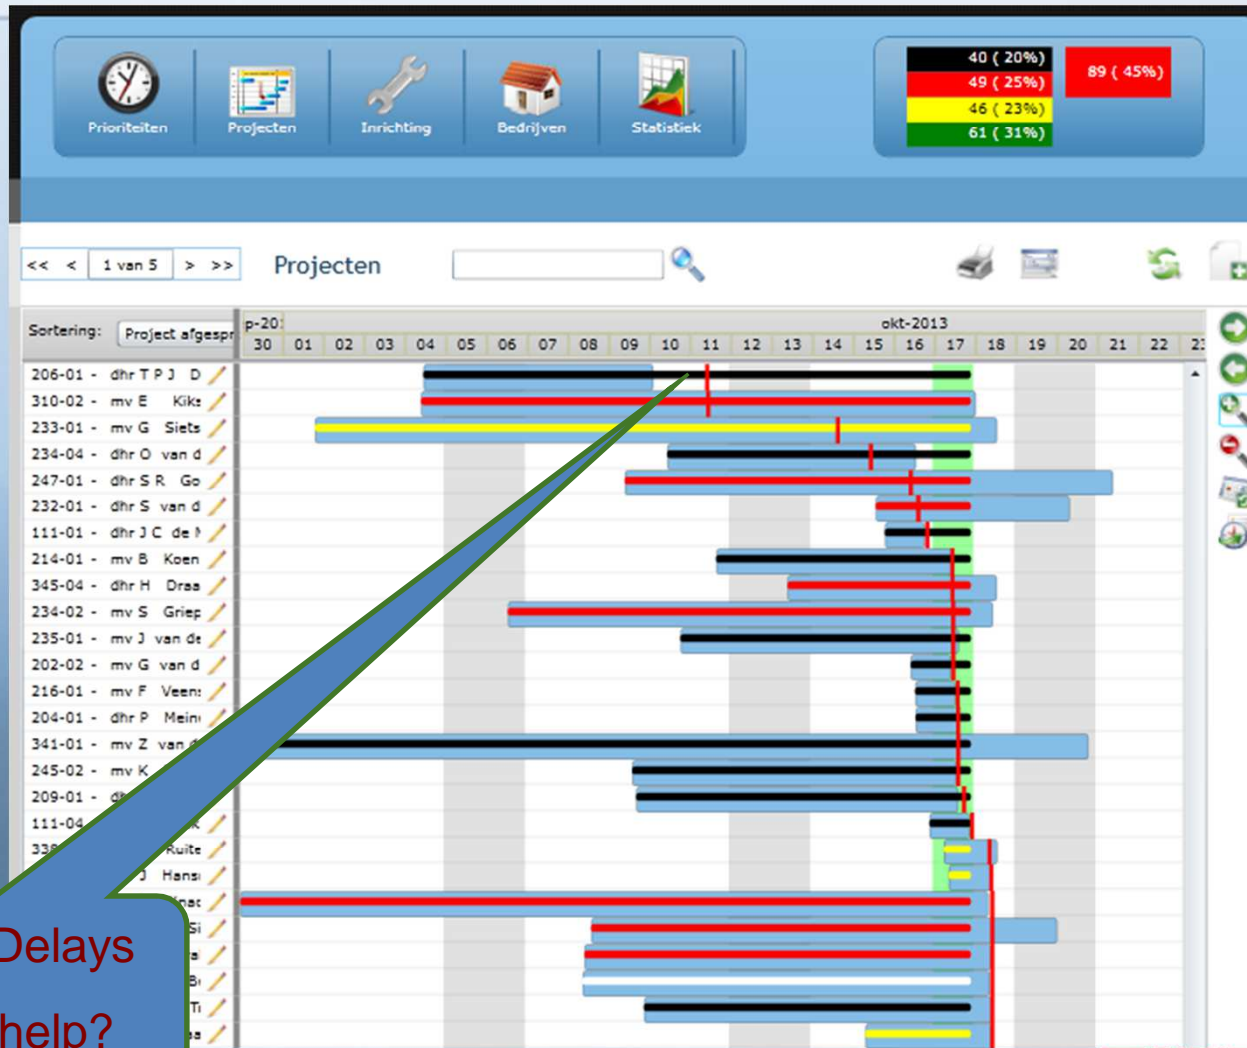 40 ( 20%)
49 ( 25%)
46 ( 23%)
61 ( 31%)
89 ( 45%)
Prioriteiten Projecten Inrichting Bedrijven Statistiek
<< < 1 van 5 > >> Projecten
Sortering: Project afgespr
p-20 okt-2013
30 01 02 03 04 05 06 07 08 09 10 11 12 13 14 15 16 17 18 19 20 21 22
206-01 - dhr T P J D
310-02 - mv E Kiks
233-01 - mv G Siets
234-04 - dhr O van d
247-01 - dhr S R Go
232-01 - dhr S van d
111-01 - dhr J C de
214-01 - mv B Koen
345-04 - dhr H Draa
234-02 - mv S Griep
235-01 - mv J van de
202-02 - mv G van d
216-01 - mv F Veens
204-01 - dhr P Mein
341-01 - mv Z van
245-02 - mv K
209-01 -
111-04
Ruite
J Hans
Si
Ti
Delays
help?